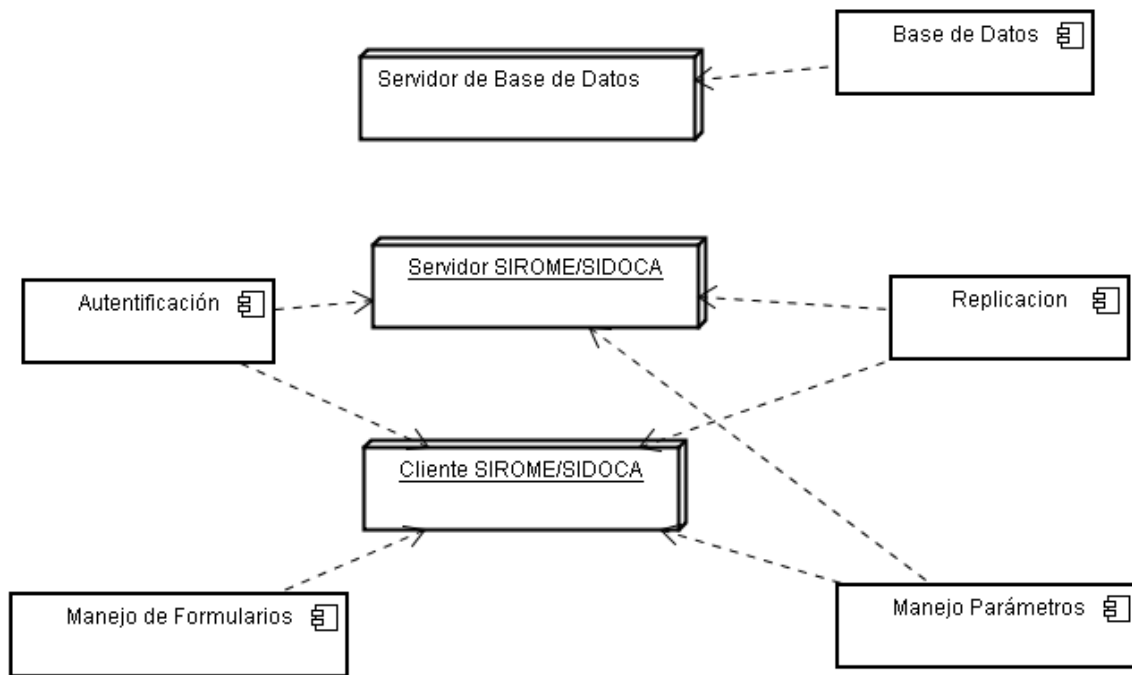 Base de Datos
Servidor de Base de Datos
Servidor SIROME/SIDOCA
Autentificación
Replicacion
Cliente SIROME/SIDOCA
Manejo de Formularios
Manejo Parámetros